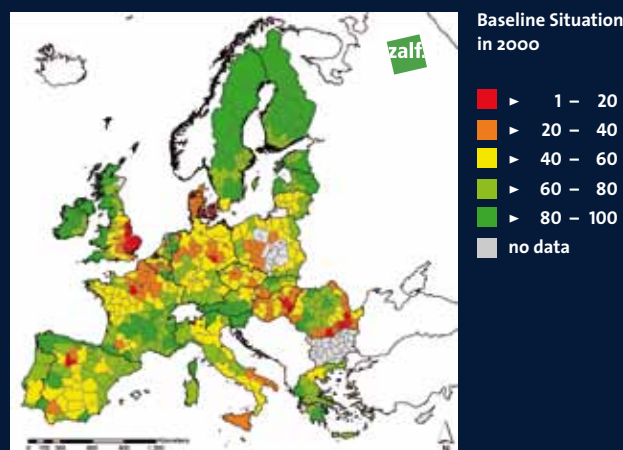 zalf.
Baseline Situation
in 2000
► 1 – 20
► 20 – 40
► 40 – 60
► 60 – 80
► 80 – 100
no data